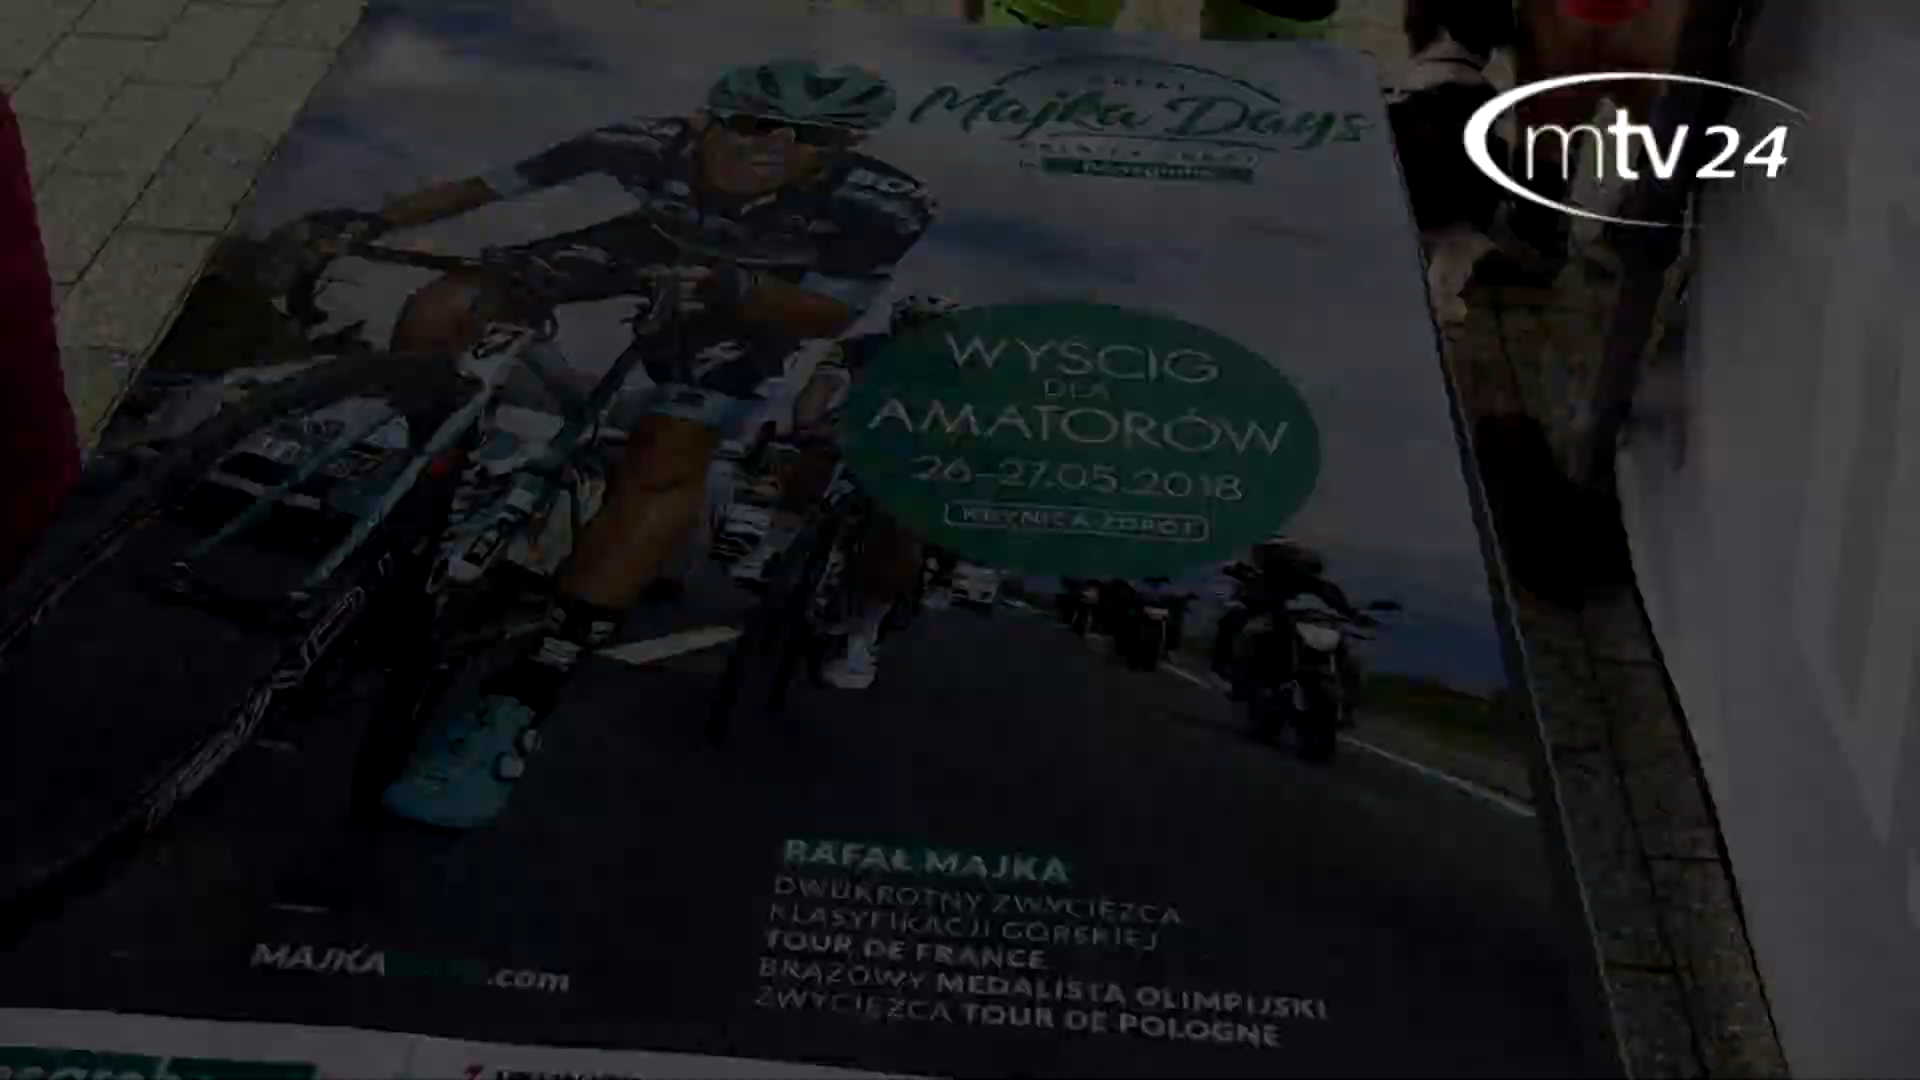 mtv24
Majka Days
WYŚCIG
DLA
AMATORÓW
26-27.05.2018
KRYNICA-ZDRÓJ
RAFAŁ MAJKA
DWUKROTNY ZWYCIĘZCA
KLASYFIKACJI GÓRSKIEJ
TOUR DE FRANCE
BRĄZOWY MEDALISTA OLIMPIJSKI
ZWYCIĘZCA TOUR DE POLOGNE
MAJKADAYS.com